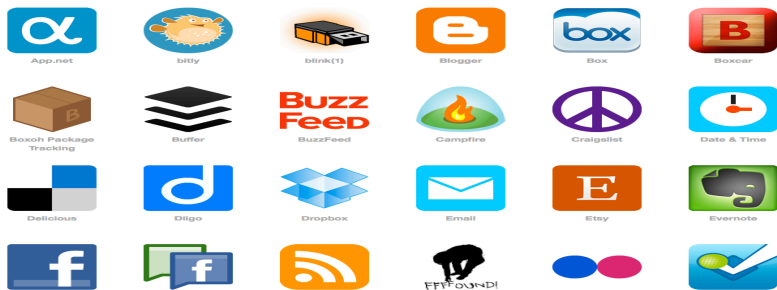 α
App.net
bitly
blink(1)
Blogger
box
Box
B
Boxcar
B
Boxoh Package
Tracking
Buffer
BUZZ
FEED
BuzzFeed
Campfire
Craigslist
Date & Time
Delicious
d
Diigo
Dropbox
Email
E
Etsy
Evernote
f
f
FFFFOUND!